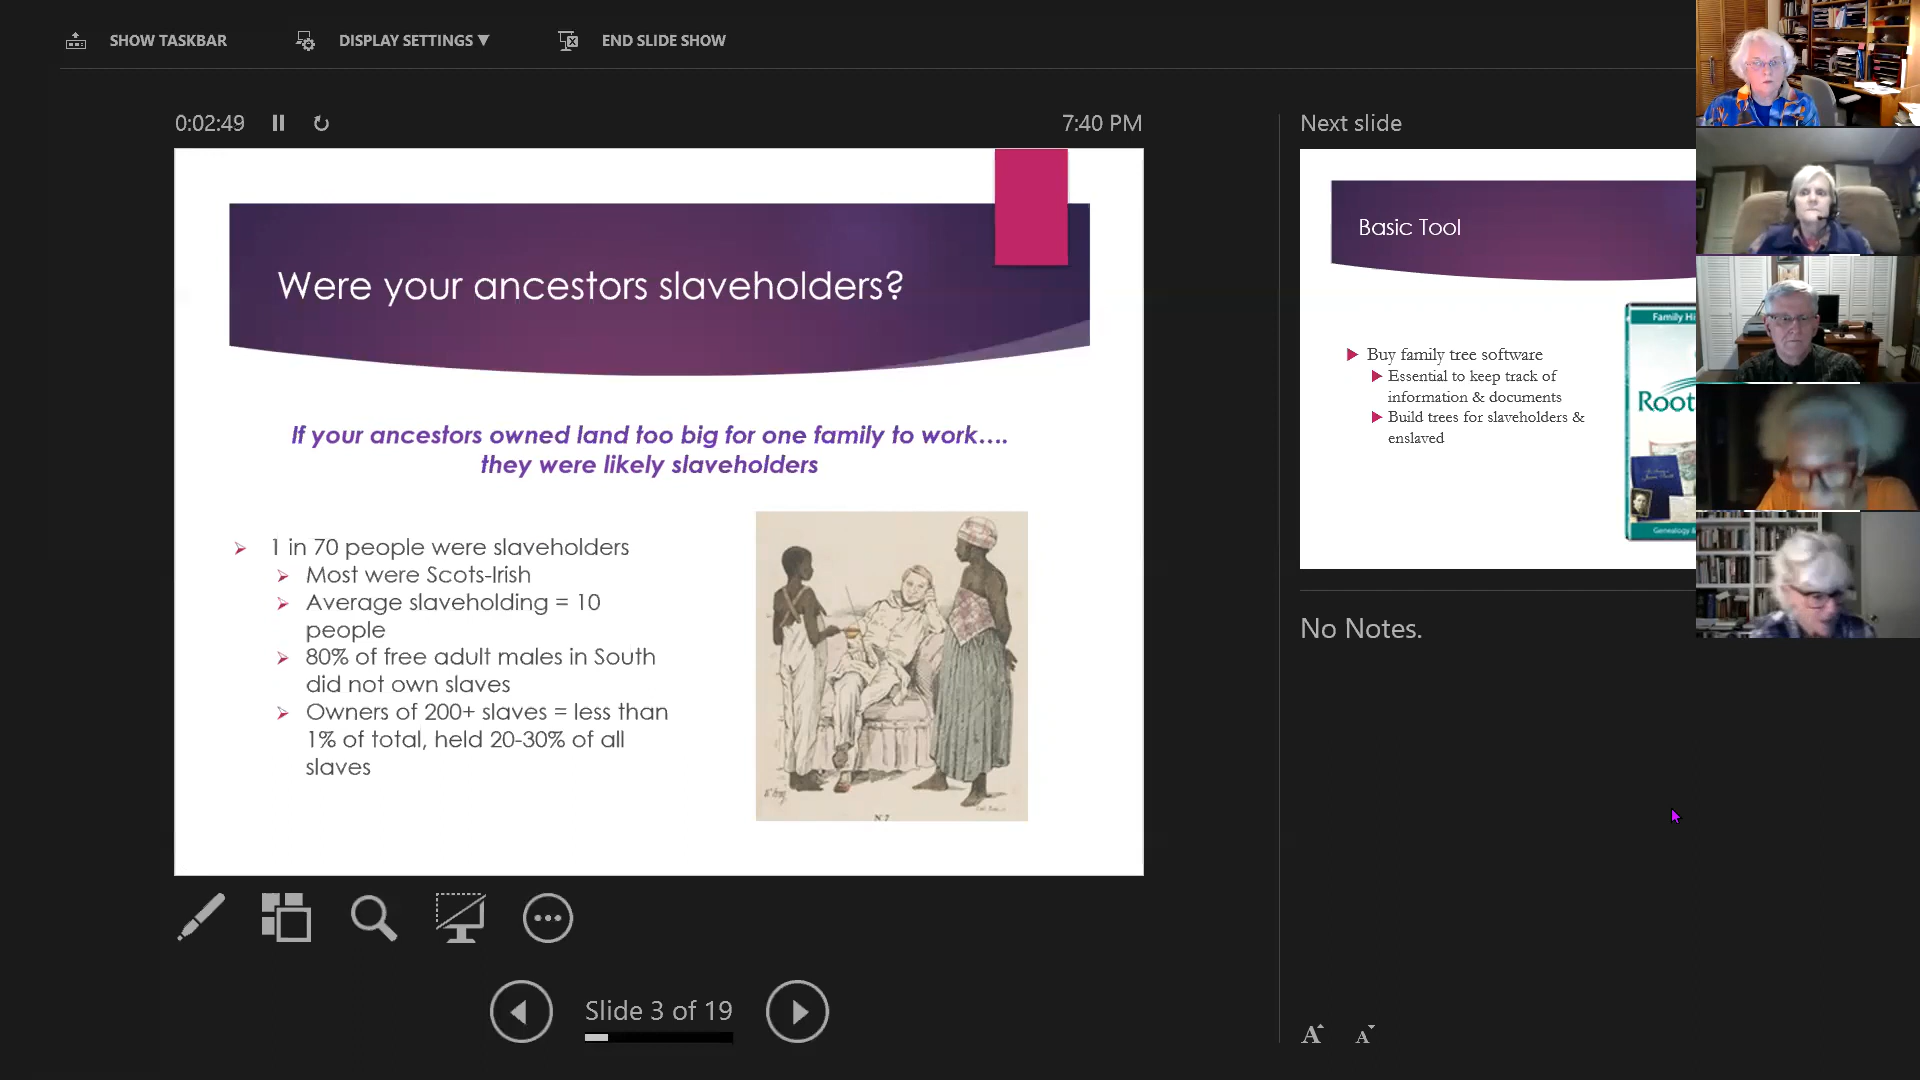 SHOW TASKBAR
DISPLAY SETTINGS ▼
END SLIDE SHOW
0:02:49
7:40 PM
Were your ancestors slaveholders?
If your ancestors owned land too big for one family to work....
they were likely slaveholders
1 in 70 people were slaveholders
Most were Scots-Irish
Average slaveholding = 10
people
80% of free adult males in South
did not own slaves
Owners of 200+ slaves = less than
1% of total, held 20-30% of all
slaves
Slide 3 of 19
Next slide
Basic Tool
Buy family tree software
Essential to keep track of
information & documents
Build trees for slaveholders &
enslaved
Family Hi
Root
Genealogy &
No Notes.
A A